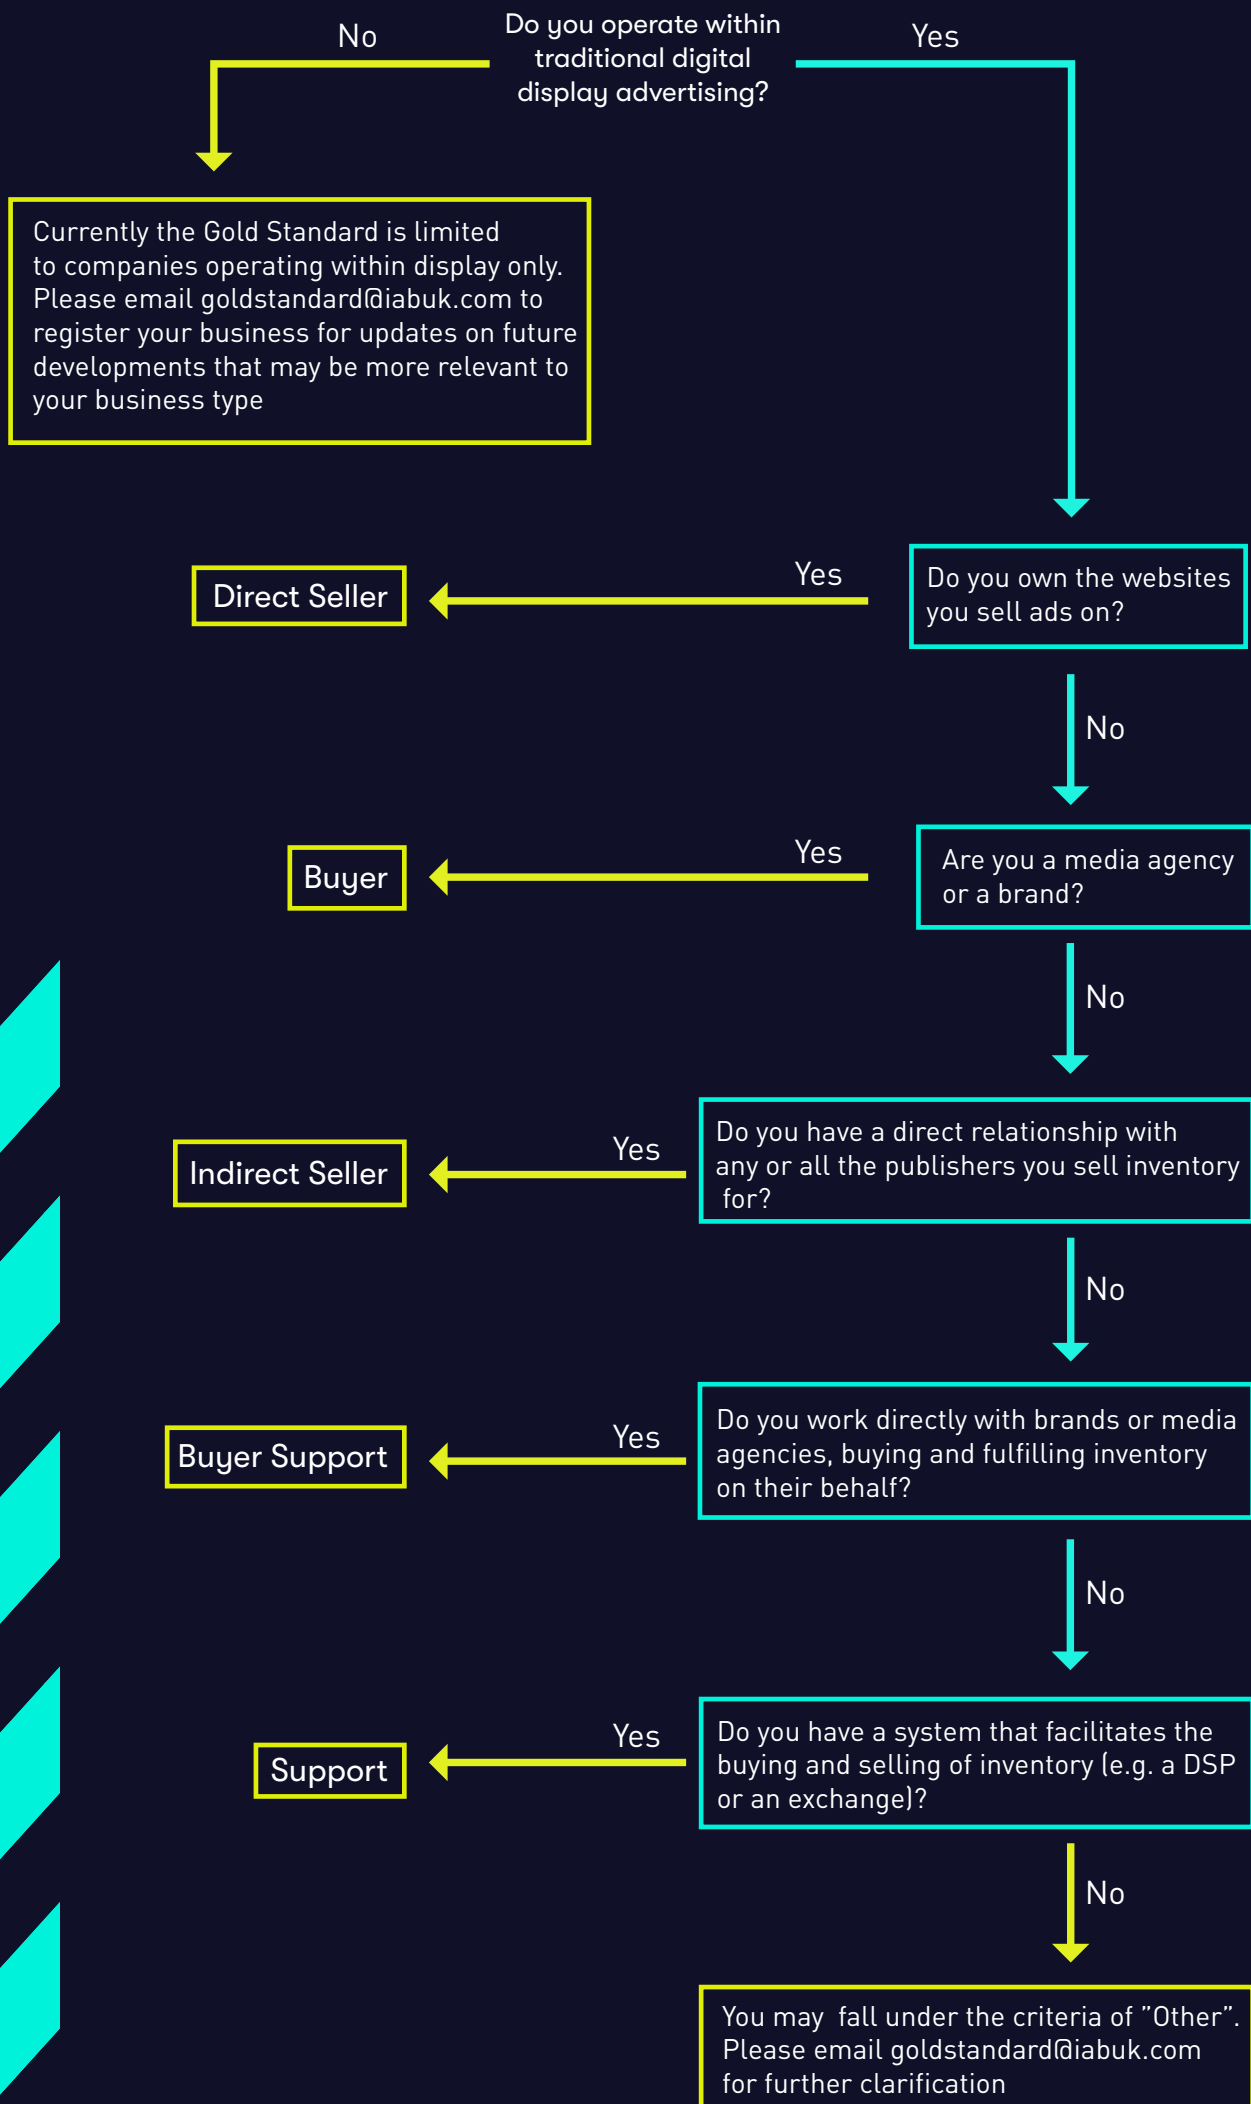 No
Do you operate within
traditional digital
display advertising?
Yes
Currently the Gold Standard is limited
to companies operating within display only.
Please email goldstandard@iabuk.com to
register your business for updates on future
developments that may be more relevant to
your business type
Direct Seller
Yes
Do you own the websites
you sell ads on?
No
Buyer
Yes
Are you a media agency
or a brand?
No
Indirect Seller
Yes
Do you have a direct relationship with
any or all the publishers you sell inventory
for?
No
Buyer Support
Yes
Do you work directly with brands or media
agencies, buying and fulfilling inventory
on their behalf?
No
Support
Yes
Do you have a system that facilitates the
buying and selling of inventory (e.g. a DSP
or an exchange)?
No
You may fall under the criteria of ”Other”.
Please email goldstandard@iabuk.com
for further clarification